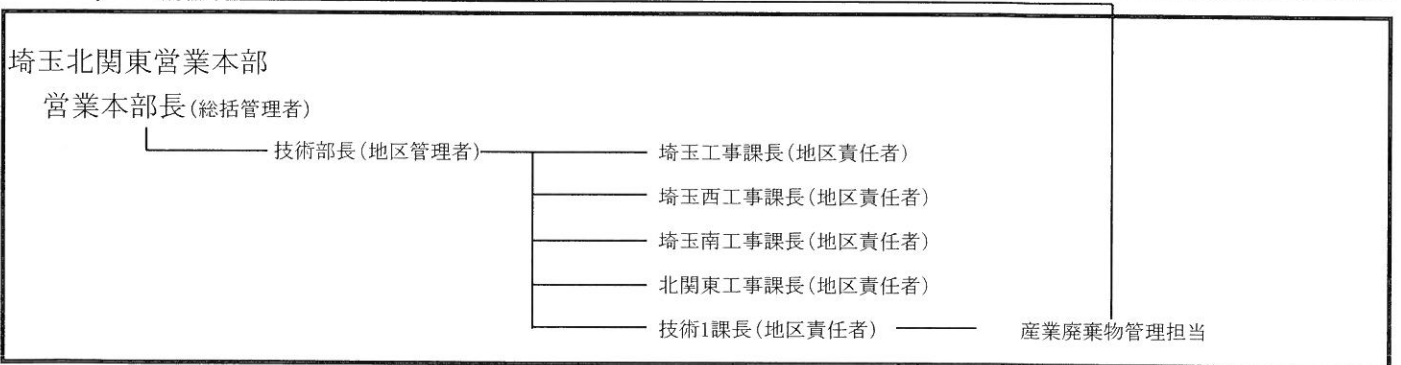 埼玉北関東営業本部
営業本部長(総括管理者)
技術部長(地区管理者) 埼玉工事課長(地区責任者)
埼玉西工事課長(地区責任者)
埼玉南工事課長(地区責任者)
北関東工事課長(地区責任者)
技術1課長(地区責任者) 産業廃棄物管理担当